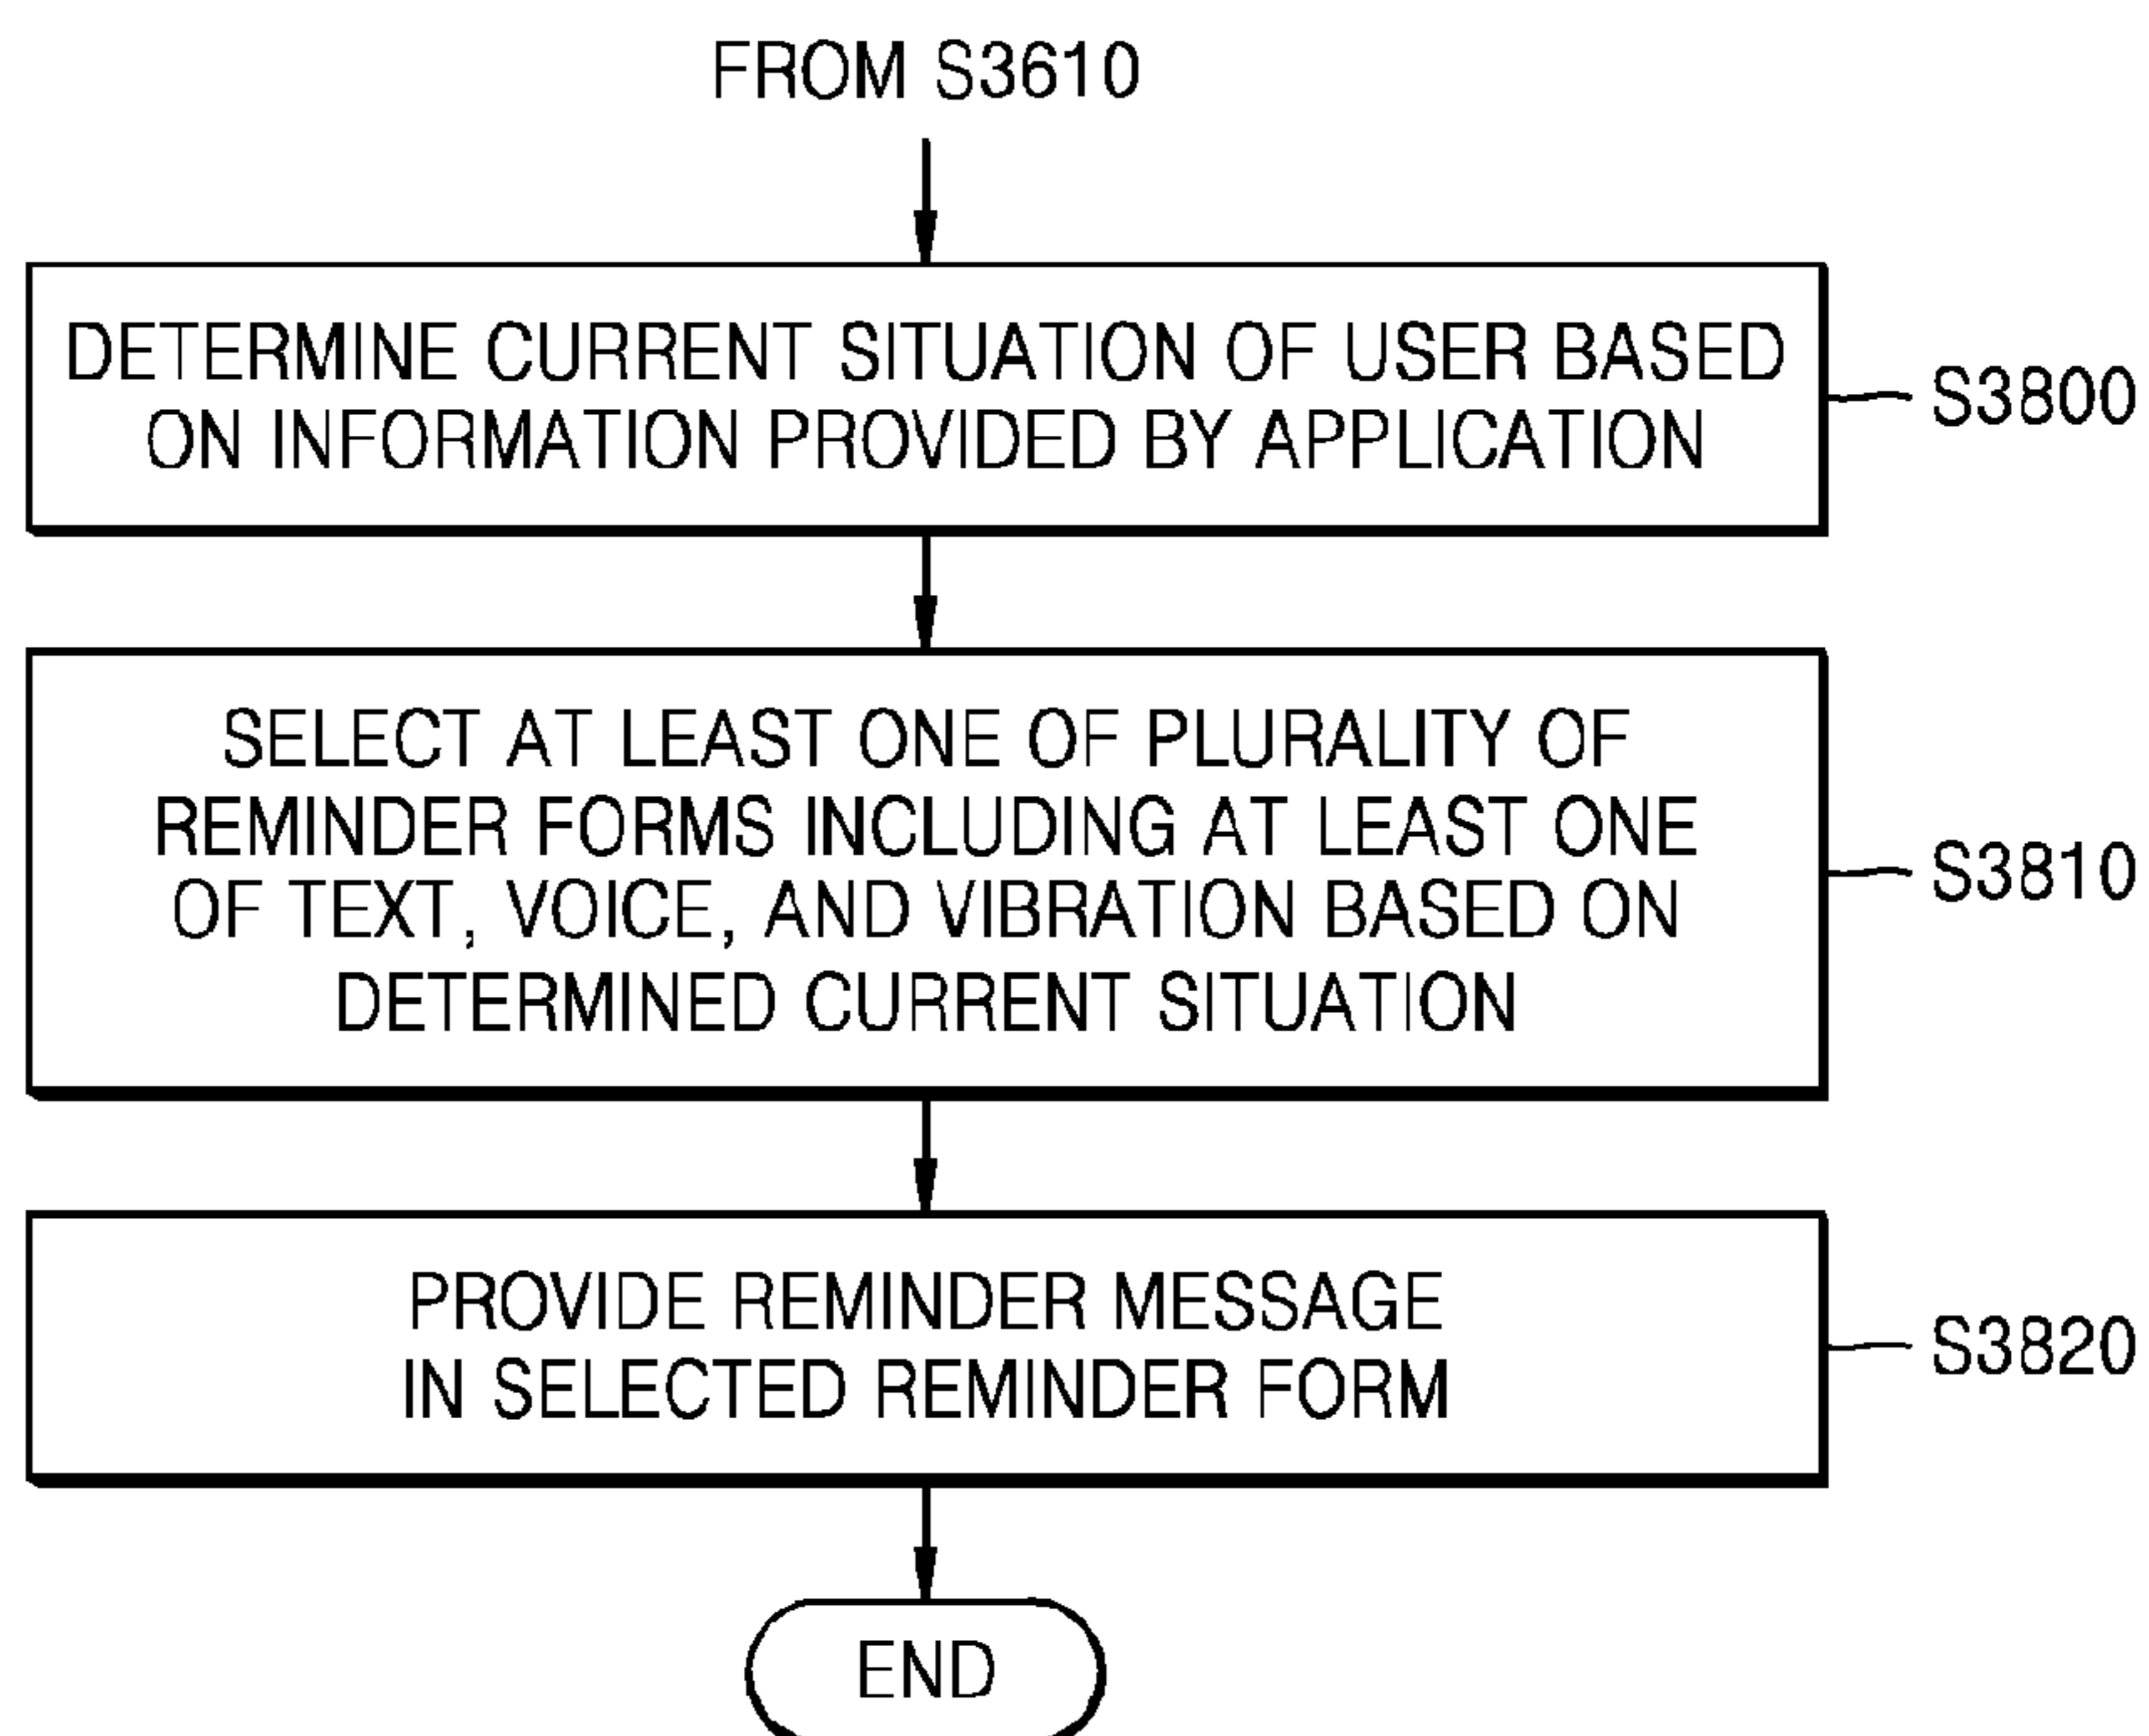 FROM S3610
DETERMINE CURRENT SITUATION OF USER BASED
ON INFORMATION PROVIDED BY APPLICATION
S3800
SELECT AT LEAST ONE OF PLURALITY OF
REMINDER FORMS INCLUDING AT LEAST ONE
OF TEXT, VOICE, AND VIBRATION BASED ON
DETERMINED CURRENT SITUATION
S3810
PROVIDE REMINDER MESSAGE
IN SELECTED REMINDER FORM
S3820
END